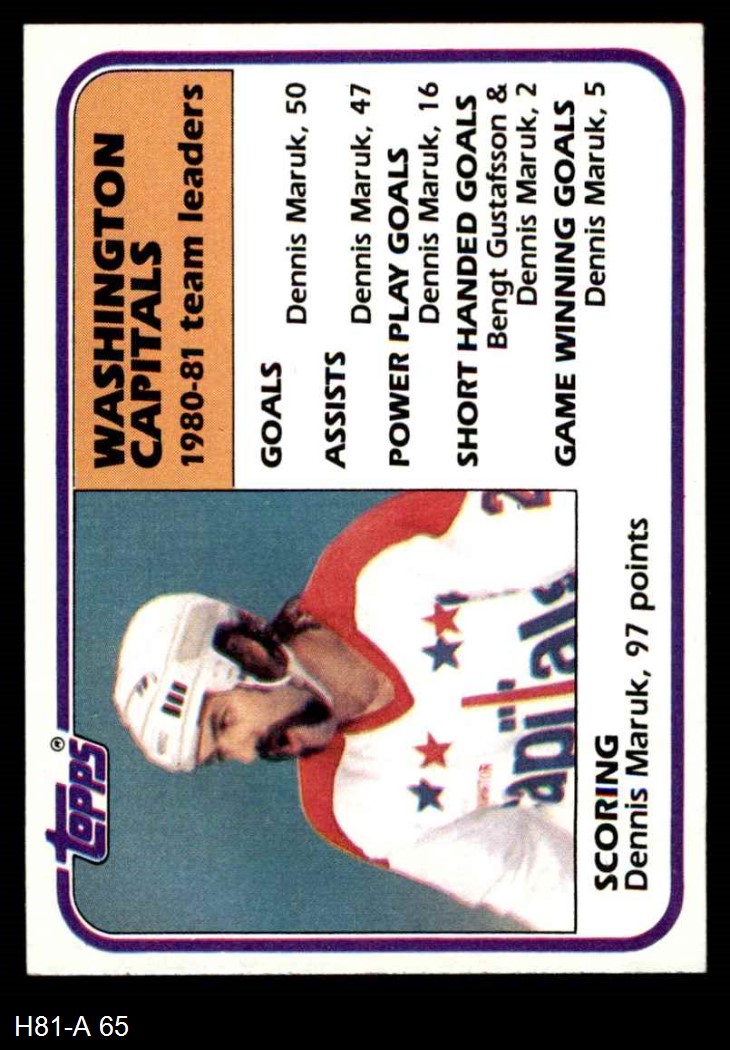 topps®
WASHINGTON
CAPITALS
1980-81 team leaders
GOALS
Dennis Maruk, 50
ASSISTS
Dennis Maruk, 47
POWER PLAY GOALS
Dennis Maruk, 16
SHORT HANDED GOALS
Bengt Gustafsson &
Dennis Maruk, 2
GAME WINNING GOALS
Dennis Maruk, 5
SCORING
Dennis Maruk, 97 points
apitals
2
H81-A 65